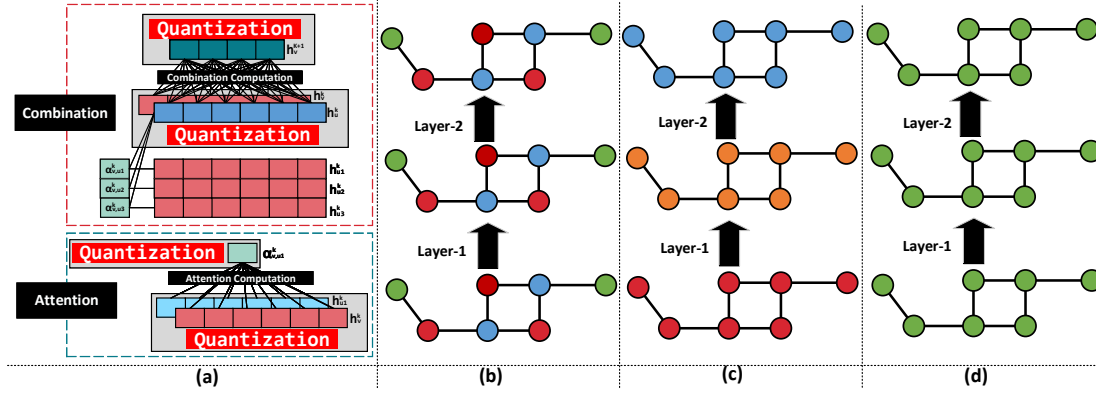 Quantization
h_v^{K+1}
Combination Computation
h_v^k
h_u^k
Combination
Quantization
α_{v,u1}^k
h_{u1}^k
α_{v,u2}^k
h_{u2}^k
α_{v,u3}^k
h_{u3}^k
Quantization
α_{v,u1}^k
Attention Computation
Attention
h_{u1}^k
h_v^k
Quantization
(a)
Layer-2
Layer-1
(b)
Layer-2
Layer-1
(c)
Layer-2
Layer-1
(d)